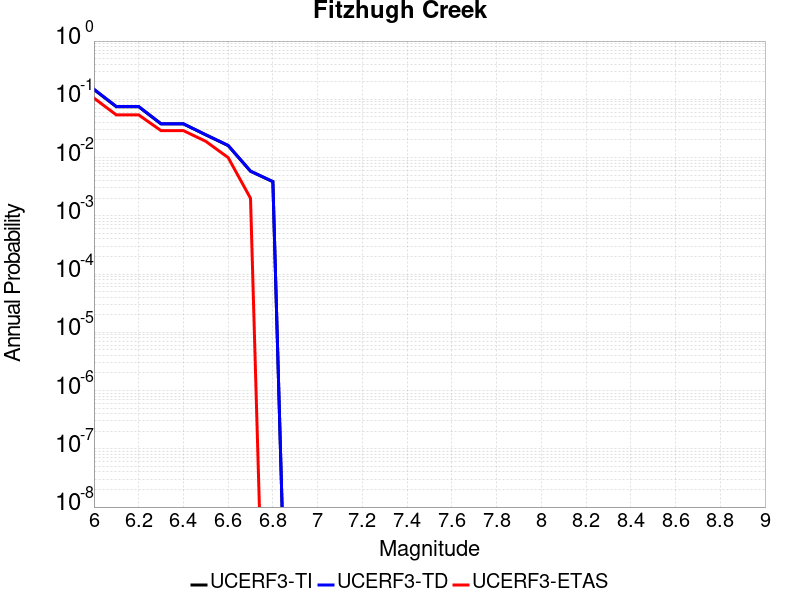 Fitzhugh Creek
Annual Probability
10^0
10^-1
10^-2
10^-3
10^-4
10^-5
10^-6
10^-7
10^-8
6 6.2 6.4 6.6 6.8 7 7.2 7.4 7.6 7.8 8 8.2 8.4 8.6 8.8 9
Magnitude
UCERF3-TI UCERF3-TD UCERF3-ETAS